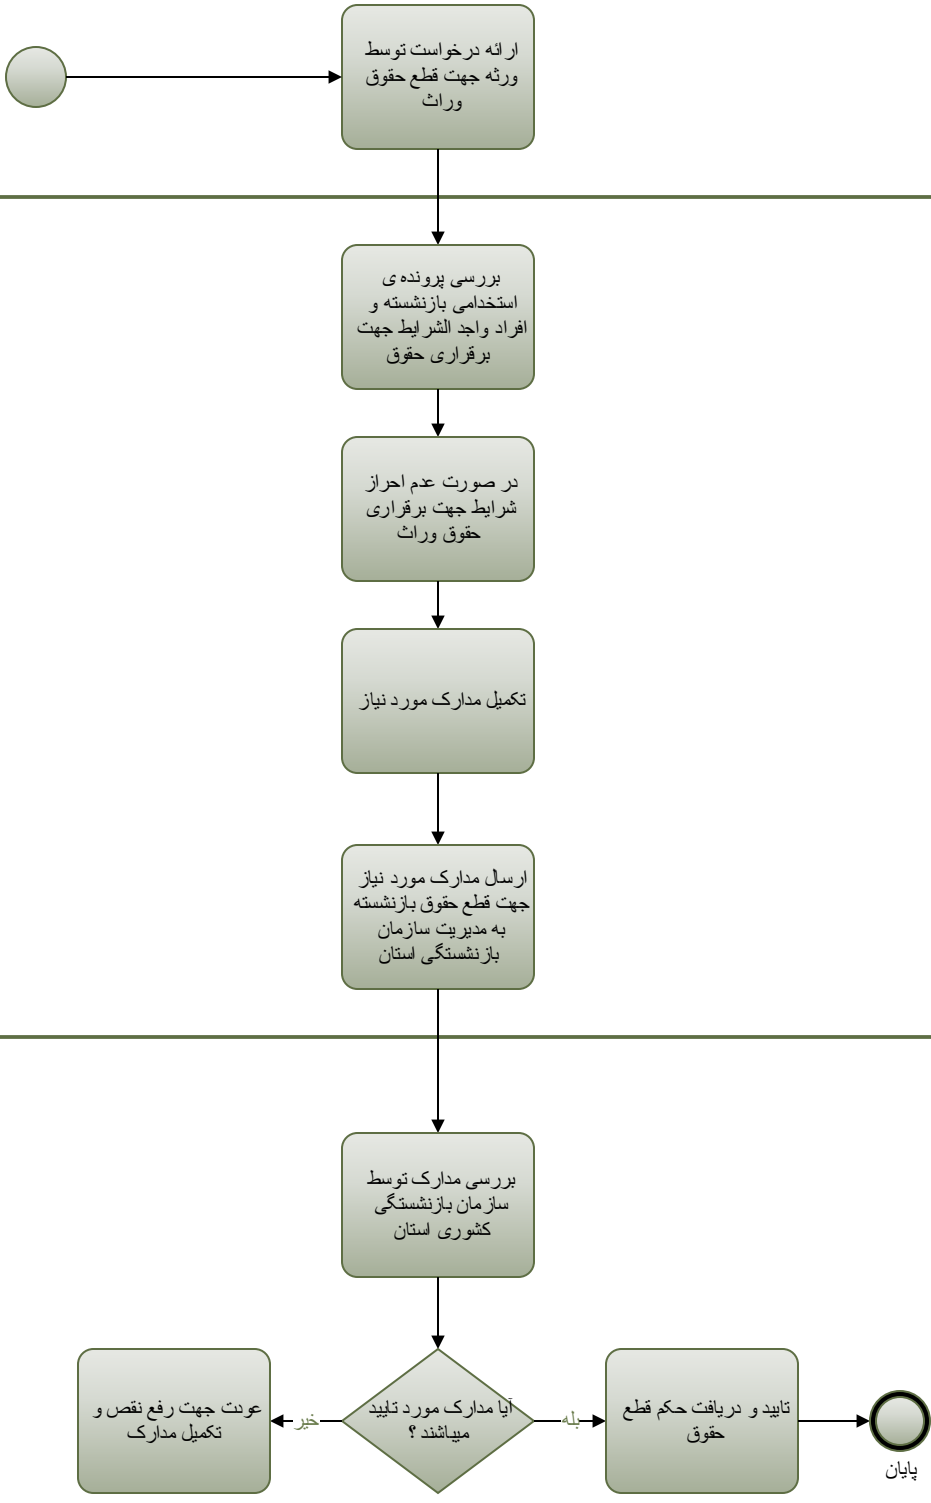 ارائه درخواست توسط
ورثه جهت قطع حقوق
وراث
بررسی پرونده ی
استخدامی بازنشسته و
افراد واجد الشرایط جهت
برقراری حقوق
در صورت عدم احراز
شرایط جهت برقراری
حقوق وراث
تکمیل مدارک مورد نیاز
ارسال مدارک مورد نیاز
جهت قطع حقوق بازنشسته
به مدیریت سازمان
بازنشستگی استان
بررسی مدارک توسط
سازمان بازنشستگی
کشوری استان
آیا مدارک مورد تایید
میباشند ؟
بله
تایید و دریافت حکم قطع
حقوق
پایان
خیر
عودت جهت رفع نقص و
تکمیل مدارک